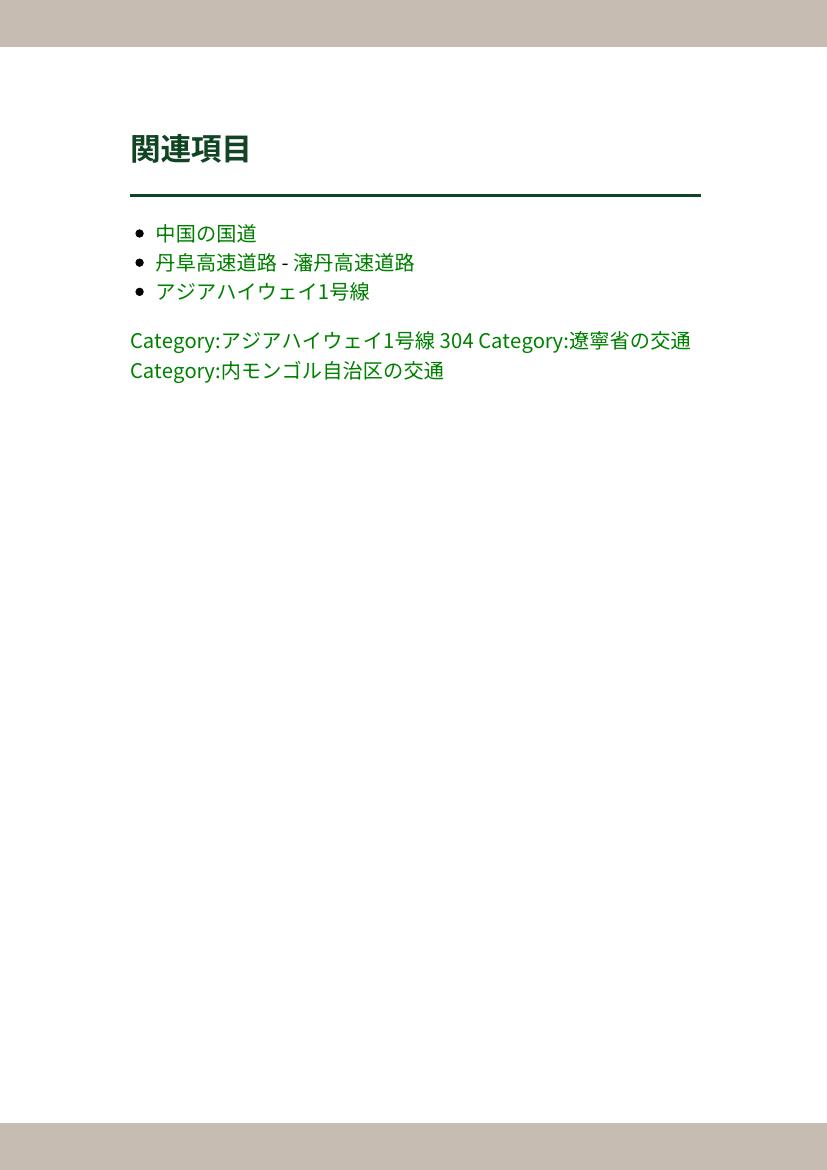 関連項目
中国の国道
丹阜高速道路 - 瀋丹高速道路
アジアハイウェイ1号線
Category:アジアハイウェイ1号線 304 Category:遼寧省の交通
Category:内モンゴル自治区の交通